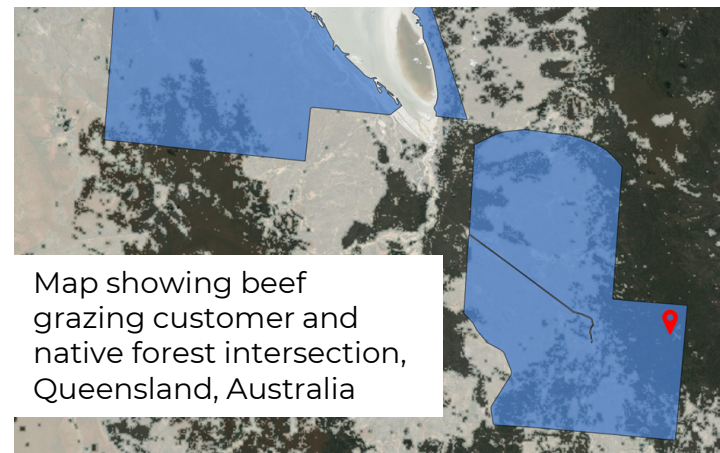 Map showing beef
grazing customer and
native forest intersection,
Queensland, Australia